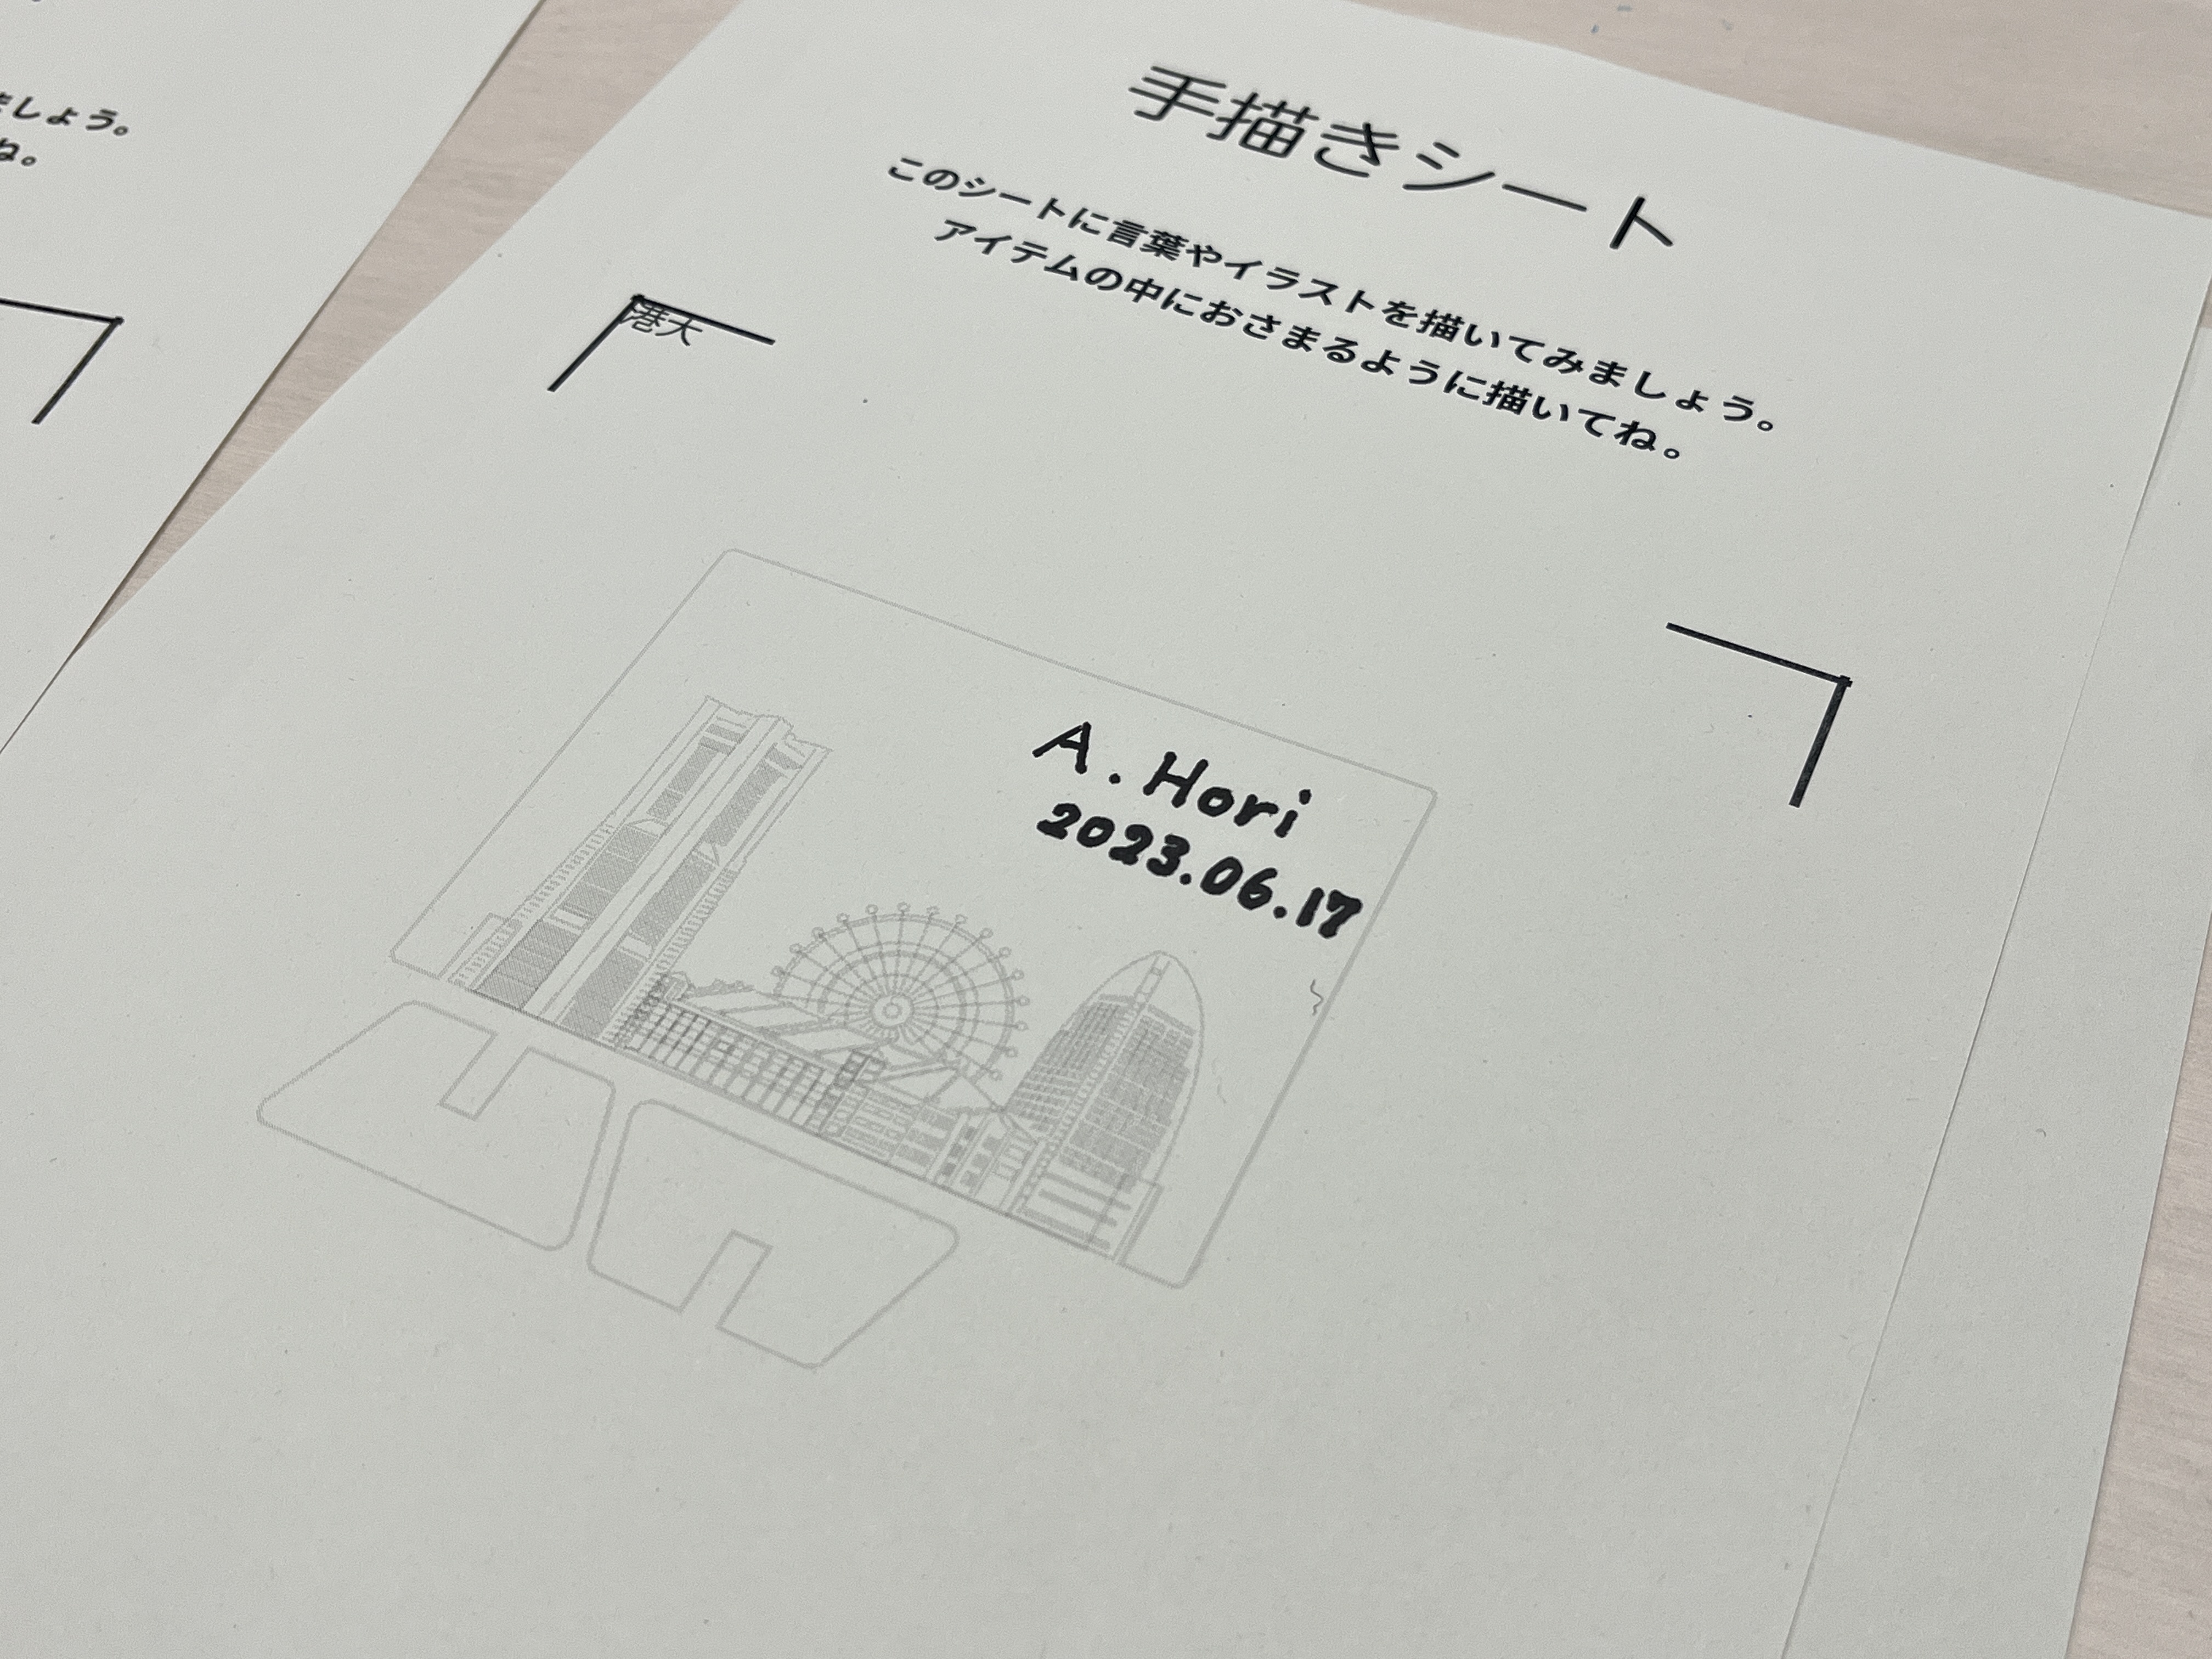 手描きシート
このシートに言葉やイラストを描いてみましょう。
アイテムの中におさまるように描いてね。
港大
A. Hori
2023.06.17
しょう。
ね。